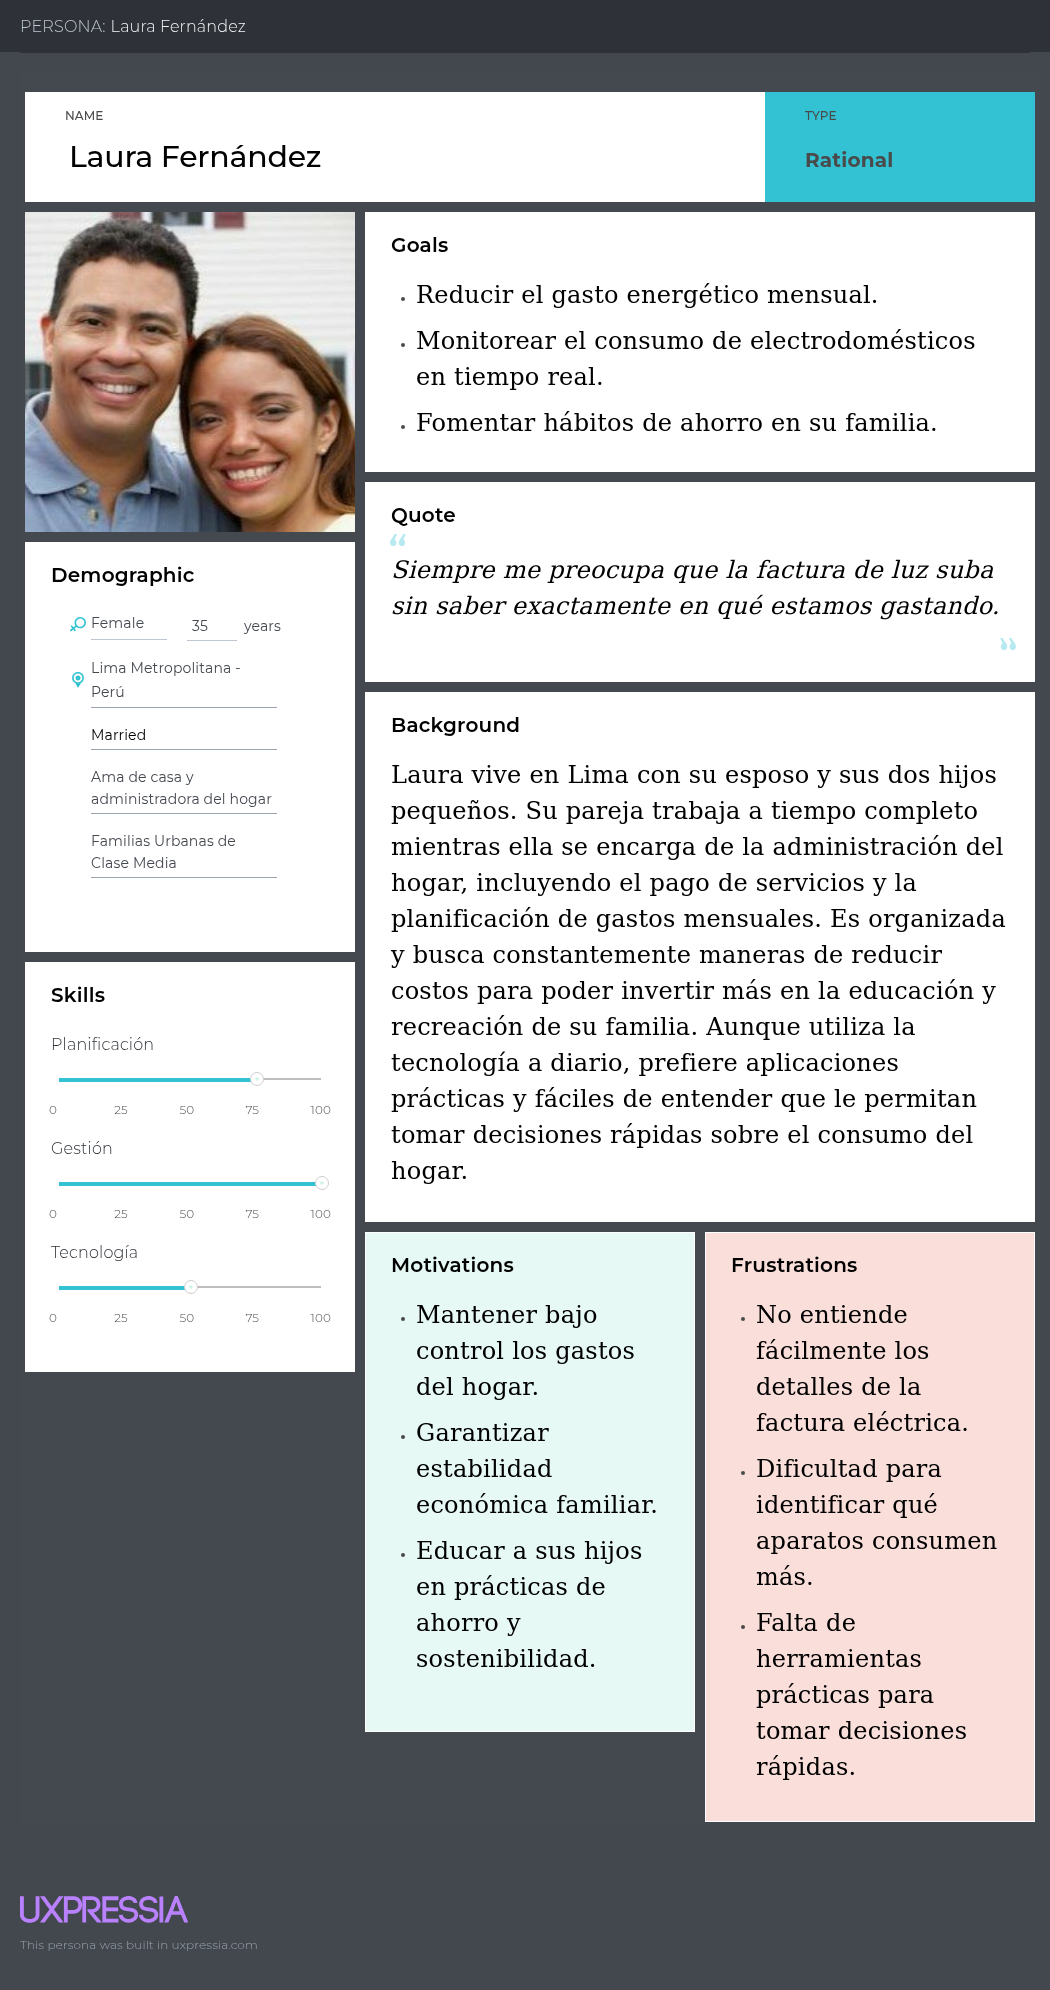 PERSONA: Laura Fernández
NAME
Laura Fernández
TYPE
Rational
Goals
Reducir el gasto energético mensual.
Monitorear el consumo de electrodomésticos
en tiempo real.
Fomentar hábitos de ahorro en su familia.
Quote
“
Siempre me preocupa que la factura de luz suba
sin saber exactamente en qué estamos gastando.
”
Demographic
Female 35 years
Lima Metropolitana -
Perú
Married
Ama de casa y
administradora del hogar
Familias Urbanas de
Clase Media
Skills
Planificación
0 25 50 75 100
Gestión
0 25 50 75 100
Tecnología
0 25 50 75 100
Background
Laura vive en Lima con su esposo y sus dos hijos
pequeños. Su pareja trabaja a tiempo completo
mientras ella se encarga de la administración del
hogar, incluyendo el pago de servicios y la
planificación de gastos mensuales. Es organizada
y busca constantemente maneras de reducir
costos para poder invertir más en la educación y
recreación de su familia. Aunque utiliza la
tecnología a diario, prefiere aplicaciones
prácticas y fáciles de entender que le permitan
tomar decisiones rápidas sobre el consumo del
hogar.
Motivations
Mantener bajo
control los gastos
del hogar.
Garantizar
estabilidad
económica familiar.
Educar a sus hijos
en prácticas de
ahorro y
sostenibilidad.
Frustrations
No entiende
fácilmente los
detalles de la
factura eléctrica.
Dificultad para
identificar qué
aparatos consumen
más.
Falta de
herramientas
prácticas para
tomar decisiones
rápidas.
UXPRESSIA
This persona was built in uxpressia.com